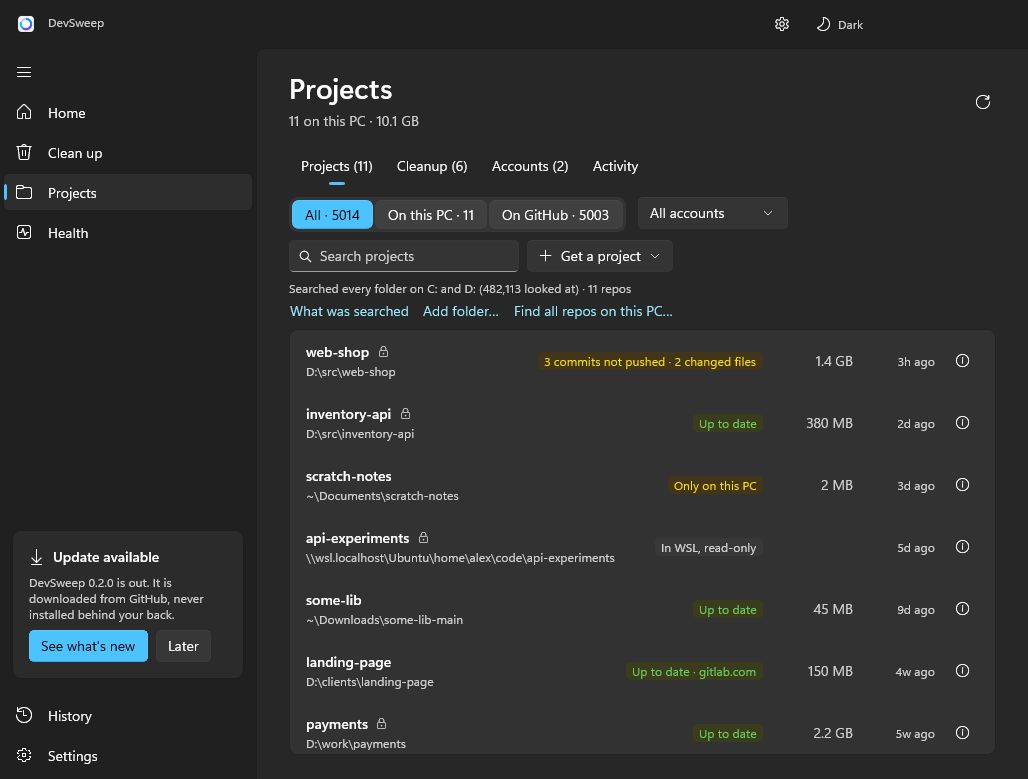 DevSweep
Dark
Home
Clean up
Projects
Health
Update available
DevSweep 0.2.0 is out. It is
downloaded from GitHub, never
installed behind your back.
See what's new
Later
History
Settings
Projects
11 on this PC · 10.1 GB
Projects (11)
Cleanup (6)
Accounts (2)
Activity
All · 5014
On this PC · 11
On GitHub · 5003
All accounts
Search projects
Get a project
Searched every folder on C: and D: (482,113 looked at) · 11 repos
What was searched
Add folder...
Find all repos on this PC...
web-shop
D:\src\web-shop
3 commits not pushed · 2 changed files
1.4 GB
3h ago
inventory-api
D:\src\inventory-api
Up to date
380 MB
2d ago
scratch-notes
~\Documents\scratch-notes
Only on this PC
2 MB
3d ago
api-experiments
\\wsl.localhost\Ubuntu\home\alex\code\api-experiments
In WSL, read-only
5d ago
some-lib
~\Downloads\some-lib-main
Up to date
45 MB
9d ago
landing-page
D:\clients\landing-page
Up to date · gitlab.com
150 MB
4w ago
payments
D:\work\payments
Up to date
2.2 GB
5w ago